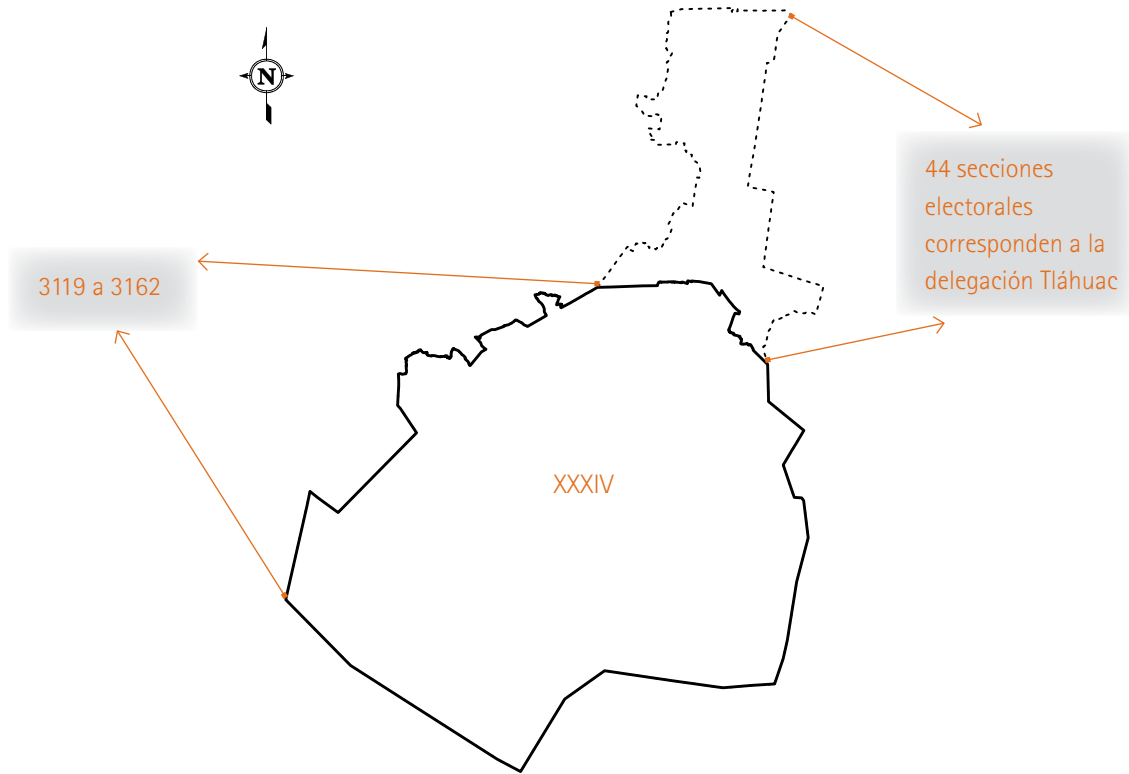 N
44 secciones
electorales
corresponden a la
delegación Tláhuac
3119 a 3162
XXXIV